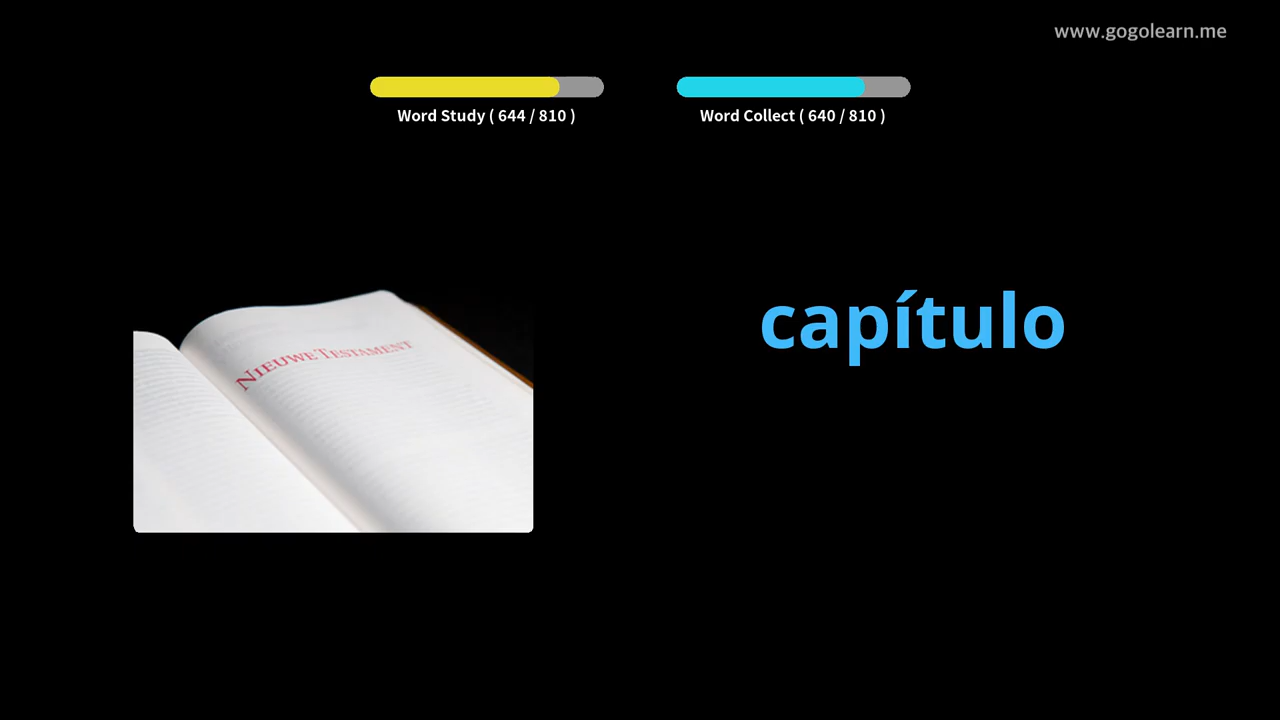 www.gogolearn.me
Word Study ( 644 / 810 )
Word Collect ( 640 / 810 )
capítulo
NIEUWE TESTAMENT